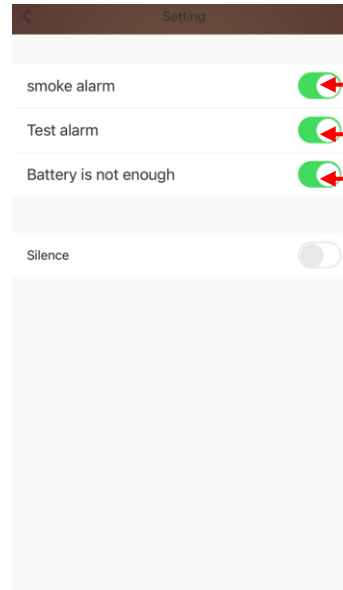 Setting
smoke alarm
Test alarm
Battery is not enough
Silence